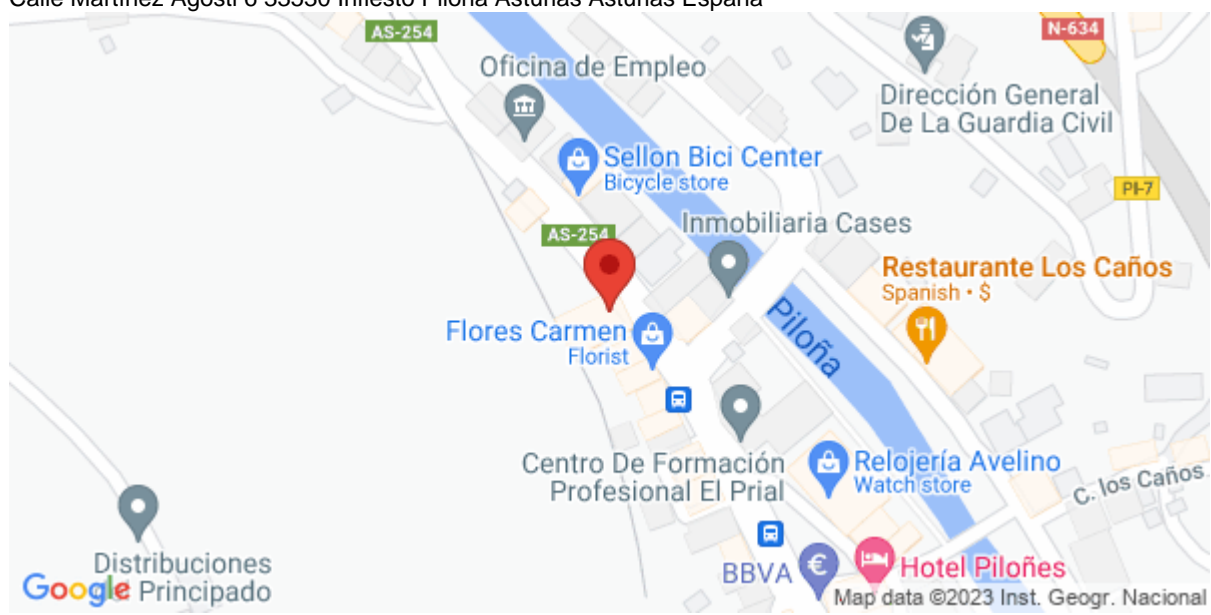 Calle Martínez Agosti 6 33530 Infiesto Piloña Asturias Asturias España
AS-254
N-634
Oficina de Empleo
Dirección General
De La Guardia Civil
Sellon Bici Center
Bicycle store
PI-7
Inmobiliaria Cases
AS-254
Restaurante Los Caños
Spanish • $
Piloña
Flores Carmen
Florist
Centro De Formación
Profesional El Prial
Relojería Avelino
Watch store
C. los Caños
Distribuciones
Principado
BBVA
€
Hotel Piloñes
Google
Map data ©2023 Inst. Geogr. Nacional